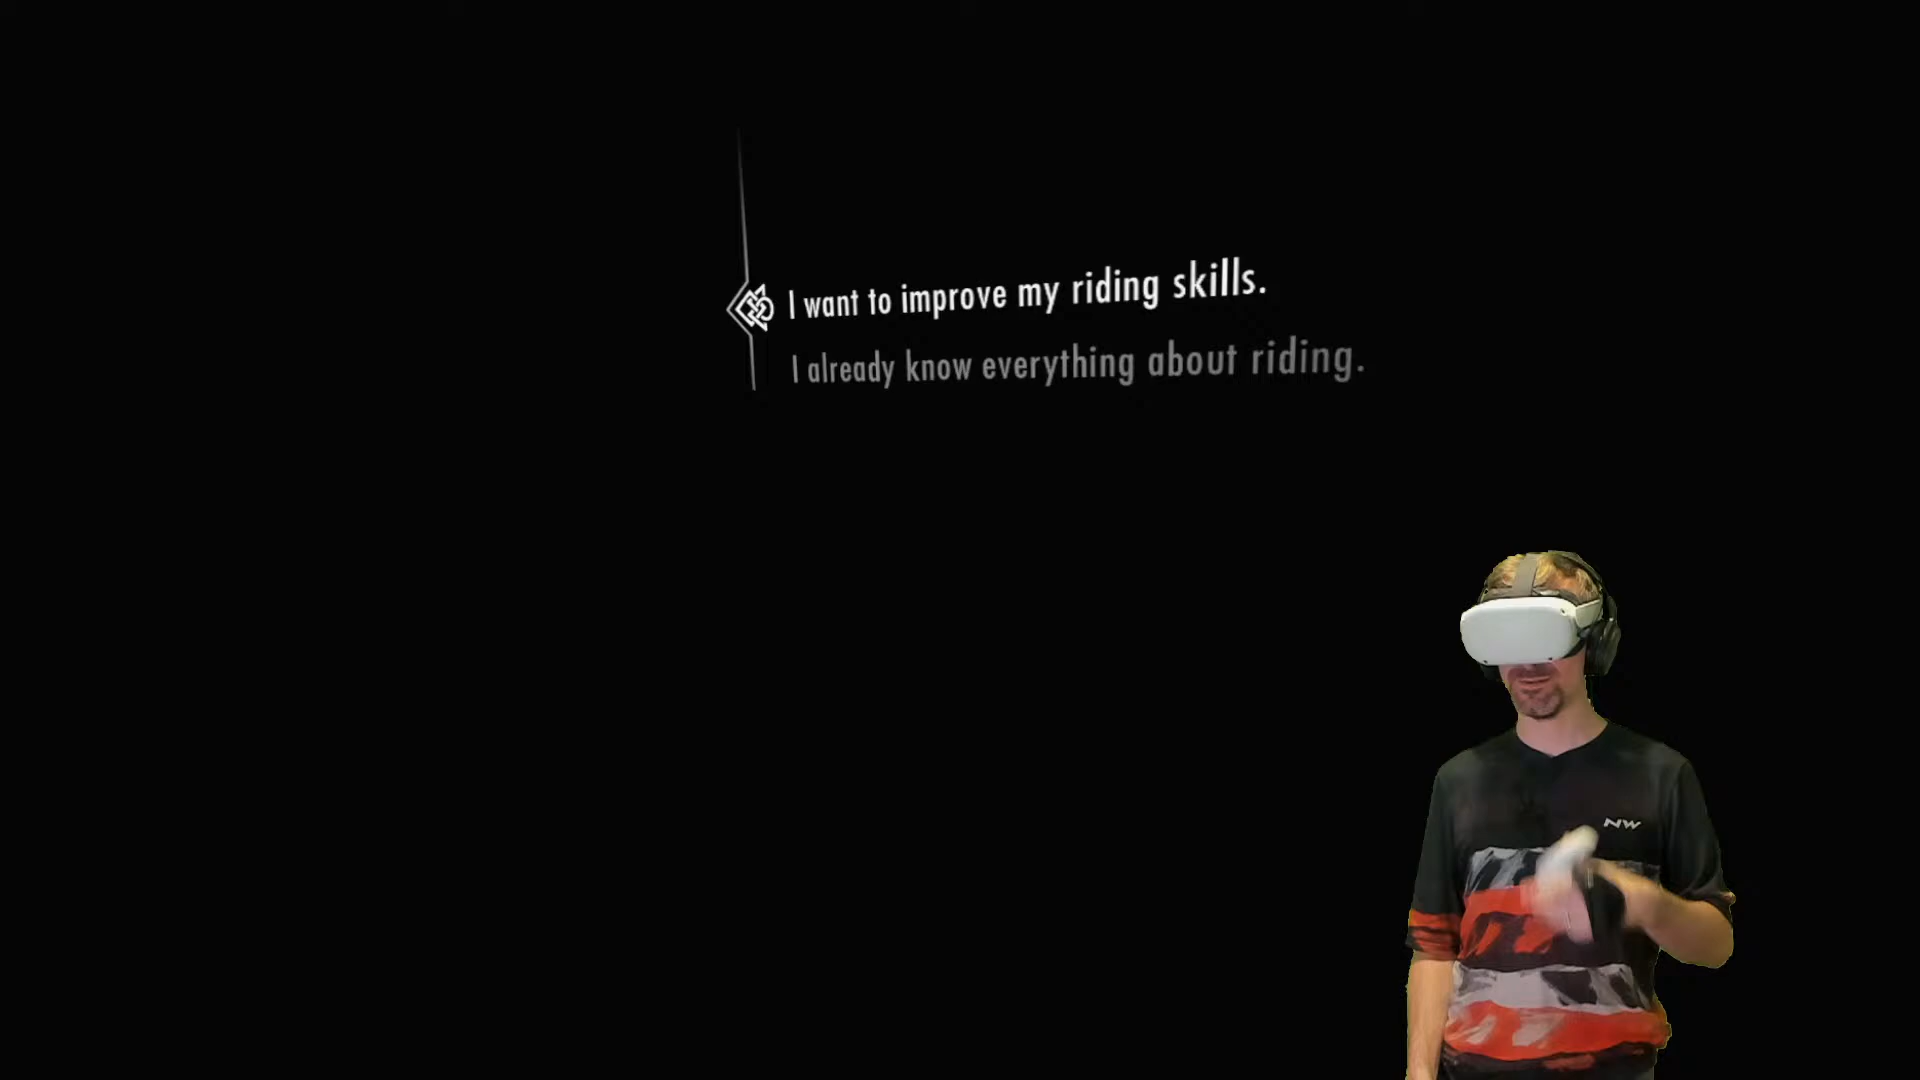 I want to improve my riding skills.
I already know everything about riding.
NW